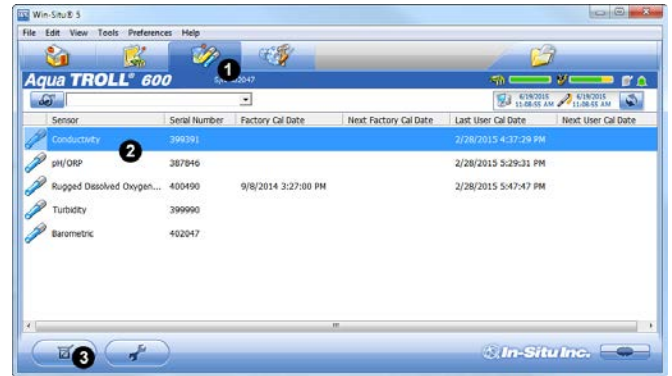 Win-Situ® 5
File Edit View Tools Preferences Help
1
Aqua TROLL® 600
6/19/2015 11:08:55 AM 6/19/2015 11:08:55 AM
Sensor Serial Number Factory Cal Date Next Factory Cal Date Last User Cal Date Next User Cal Date
Conductivity 399391 2/28/2015 4:37:29 PM
2
pH/ORP 387846 2/28/2015 5:29:31 PM
Rugged Dissolved Oxygen... 400490 9/8/2014 3:27:00 PM 2/28/2015 5:47:47 PM
Turbidity 399990
Barometric 402047
3
In-Situ Inc.